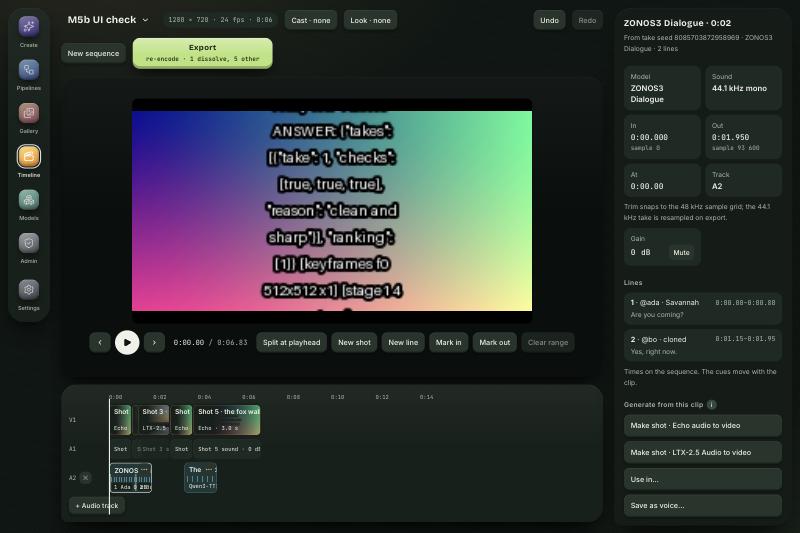 Create
Pipelines
Gallery
Timeline
Models
Admin
Settings
M5b UI check
1280 × 720 · 24 fps · 0:06
Cast · none
Look · none
Undo
Redo
New sequence
Export
re-encode · 1 dissolve, 5 other
ANSWER: {"takes":
[{"take": 1, "checks":
[true, true, true],
"reason": "clean and
sharp"}], "ranking":
[1]} [keyframes f0
512x512 x1] [stage 1 4
0:00.00 / 0:06.83
Split at playhead
New shot
New line
Mark in
Mark out
Clear range
0:00
0:02
0:04
0:06
0:08
0:10
0:12
0:14
V1
Shot
Echo
Shot 3 ·
LTX-2.5
Shot
Echo
Shot 5 · the fox wai
Echo · 3.0 s
A1
Shot
Shot 3 s
Shot
Shot 5 sound · 0 dB
A2
ZONOS ···
1 Ada
The ···
Qwen3-TT
+ Audio track
ZONOS3 Dialogue · 0:02
From take seed 8085703872958969 · ZONOS3
Dialogue · 2 lines
Model
ZONOS3
Dialogue
Sound
44.1 kHz mono
In
0:00.000
sample 0
Out
0:01.950
sample 93 600
At
0:00.00
Track
A2
Trim snaps to the 48 kHz sample grid; the 44.1
kHz take is resampled on export.
Gain
0 dB
Mute
Lines
1 · @ada · Savannah
0:00.00–0:00.80
Are you coming?
2 · @bo · cloned
0:01.15–0:01.95
Yes, right now.
Times on the sequence. The cues move with the
clip.
Generate from this clip
Make shot · Echo audio to video
Make shot · LTX-2.5 Audio to video
Use in...
Save as voice...